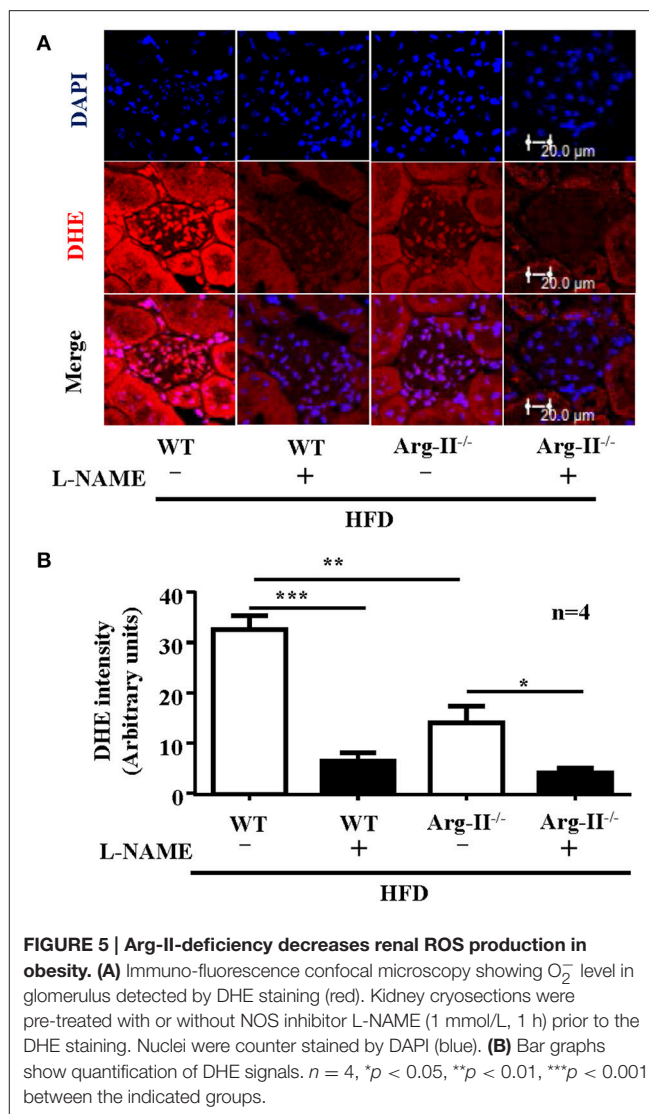 A
DAPI
20.0 µm
DHE
20.0 µm
Merge
20.0 µm
WT WT Arg-II-/- Arg-II-/-
L-NAME − + − +
HFD
B
DHE intensity
(Arbitrary units)
40
30
20
10
0
**
***
*
n=4
WT WT Arg-II-/- Arg-II-/-
L-NAME − + − +
HFD
FIGURE 5 | Arg-II-deficiency decreases renal ROS production in
obesity. (A) Immuno-fluorescence confocal microscopy showing O2− level in
glomerulus detected by DHE staining (red). Kidney cryosections were
pre-treated with or without NOS inhibitor L-NAME (1 mmol/L, 1 h) prior to the
DHE staining. Nuclei were counter stained by DAPI (blue). (B) Bar graphs
show quantification of DHE signals. n = 4, *p < 0.05, **p < 0.01, ***p < 0.001
between the indicated groups.